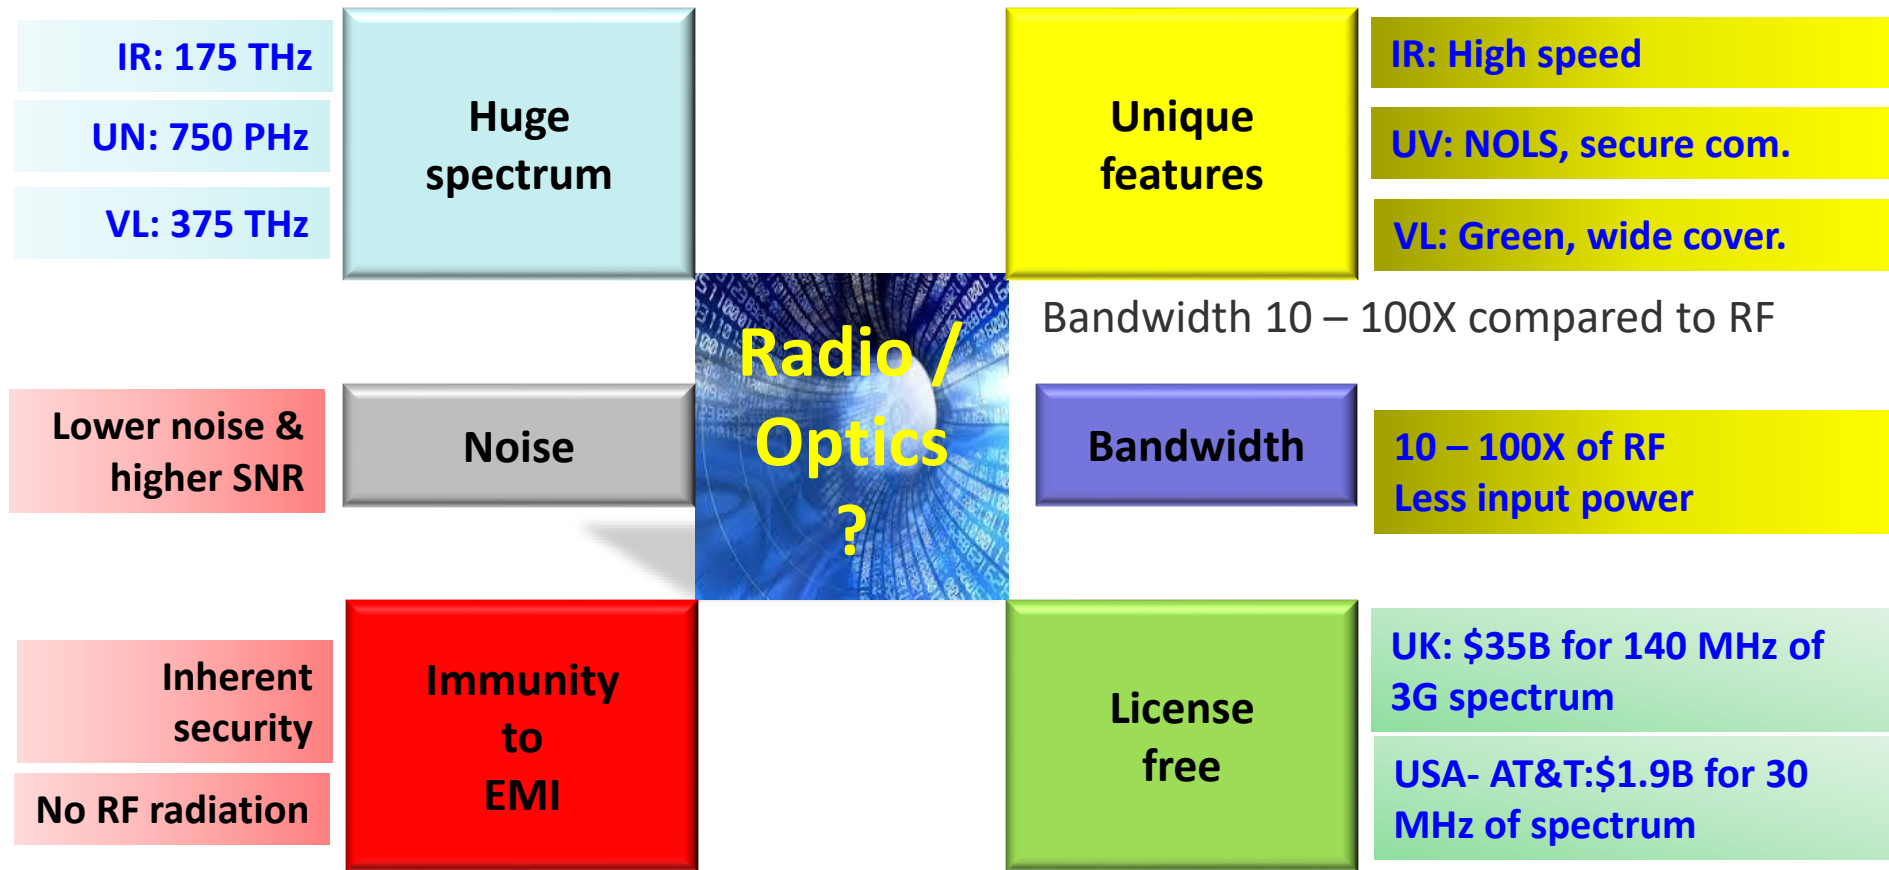 IR: 175 THz
UN: 750 PHz
VL: 375 THz
Huge
spectrum
Unique
features
IR: High speed
UV: NOLS, secure com.
VL: Green, wide cover.
Radio /
Optics
?
Bandwidth 10 – 100X compared to RF
Lower noise &
higher SNR
Noise
Bandwidth
10 – 100X of RF
Less input power
Inherent
security
No RF radiation
Immunity
to
EMI
License
free
UK: $35B for 140 MHz of
3G spectrum
USA- AT&T:$1.9B for 30
MHz of spectrum